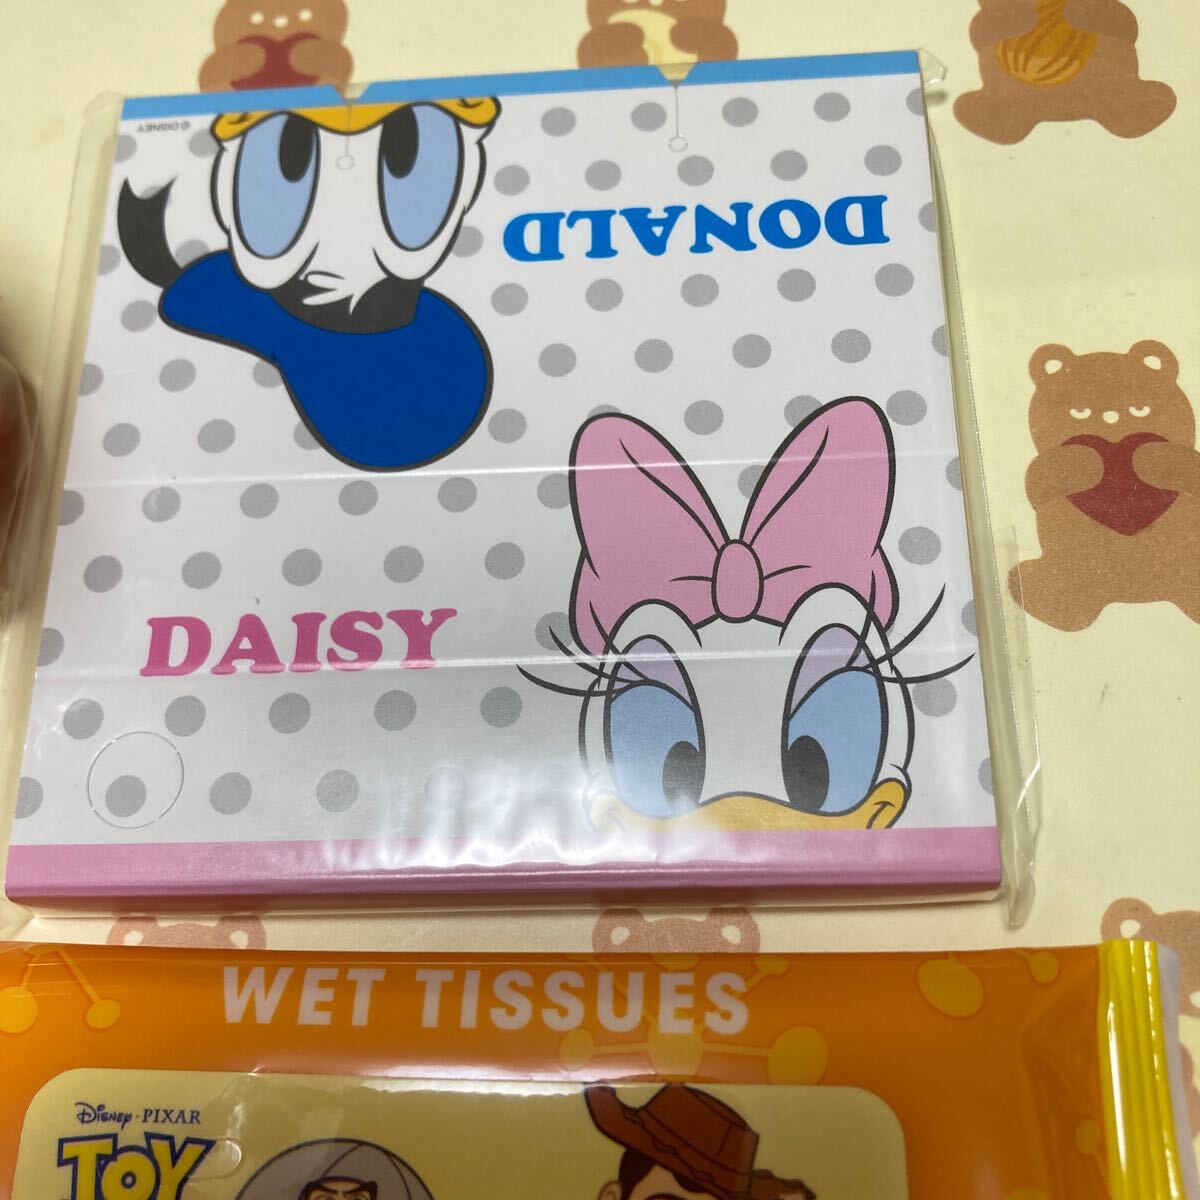 © DISNEY
DONALD
DAISY
WET TISSUES
Disney · PIXAR
TOY